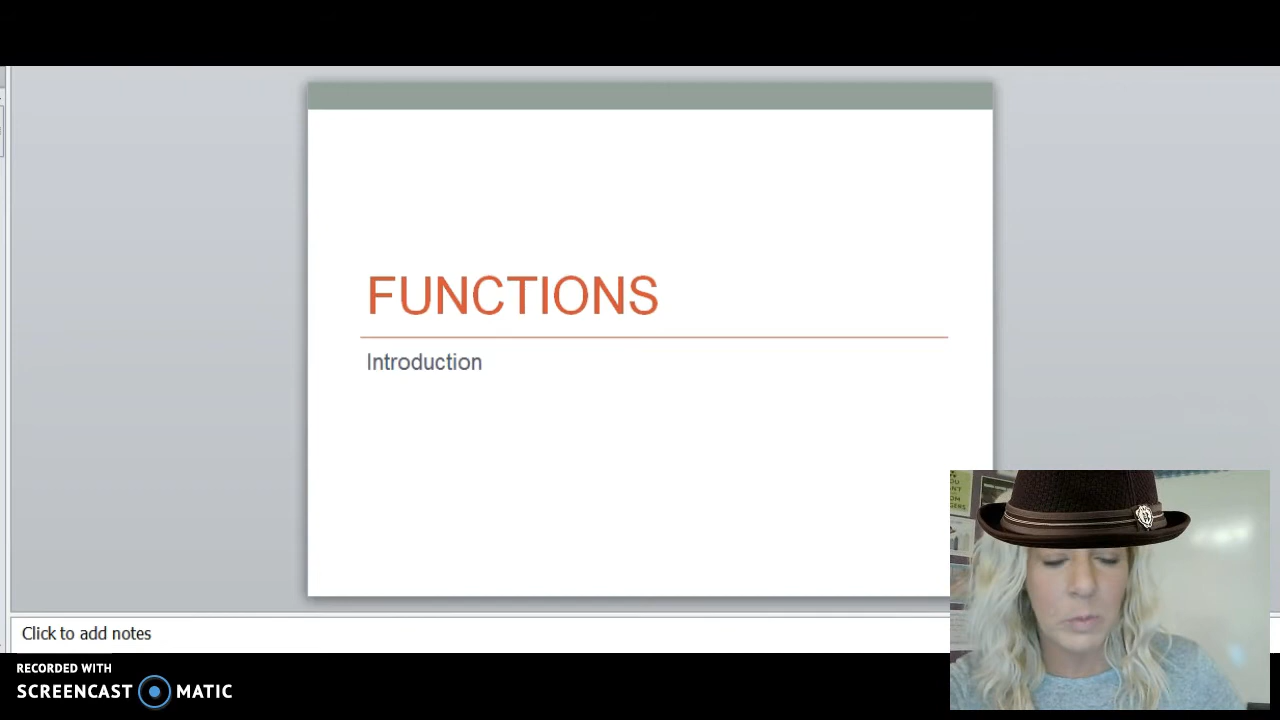 FUNCTIONS
Introduction
Click to add notes
RECORDED WITH
SCREENCAST MATIC